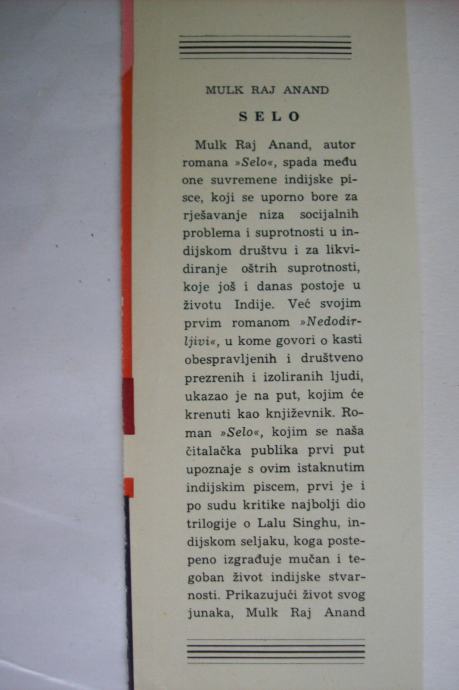 MULK RAJ ANAND
SELO
Mulk Raj Anand, autor
romana »Selo«, spada među
one suvremene indijske pi-
sce, koji se uporno bore za
rješavanje niza socijalnih
problema i suprotnosti u in-
dijskom društvu i za likvi-
diranje oštrih suprotnosti,
koje još i danas postoje u
životu Indije. Već svojim
prvim romanom »Nedodir-
ljivi«, u kome govori o kasti
obespravljenih i društveno
prezrenih i izoliranih ljudi,
ukazao je na put, kojim će
krenuti kao književnik. Ro-
man »Selo«, kojim se naša
čitalačka publika prvi put
upoznaje s ovim istaknutim
indijskim piscem, prvi je i
po sudu kritike najbolji dio
trilogije o Lalu Singhu, in-
dijskom seljaku, koga poste-
peno izgrađuje mučan i te-
goban život indijske stvar-
nosti. Prikazujući život svog
junaka, Mulk Raj Anand